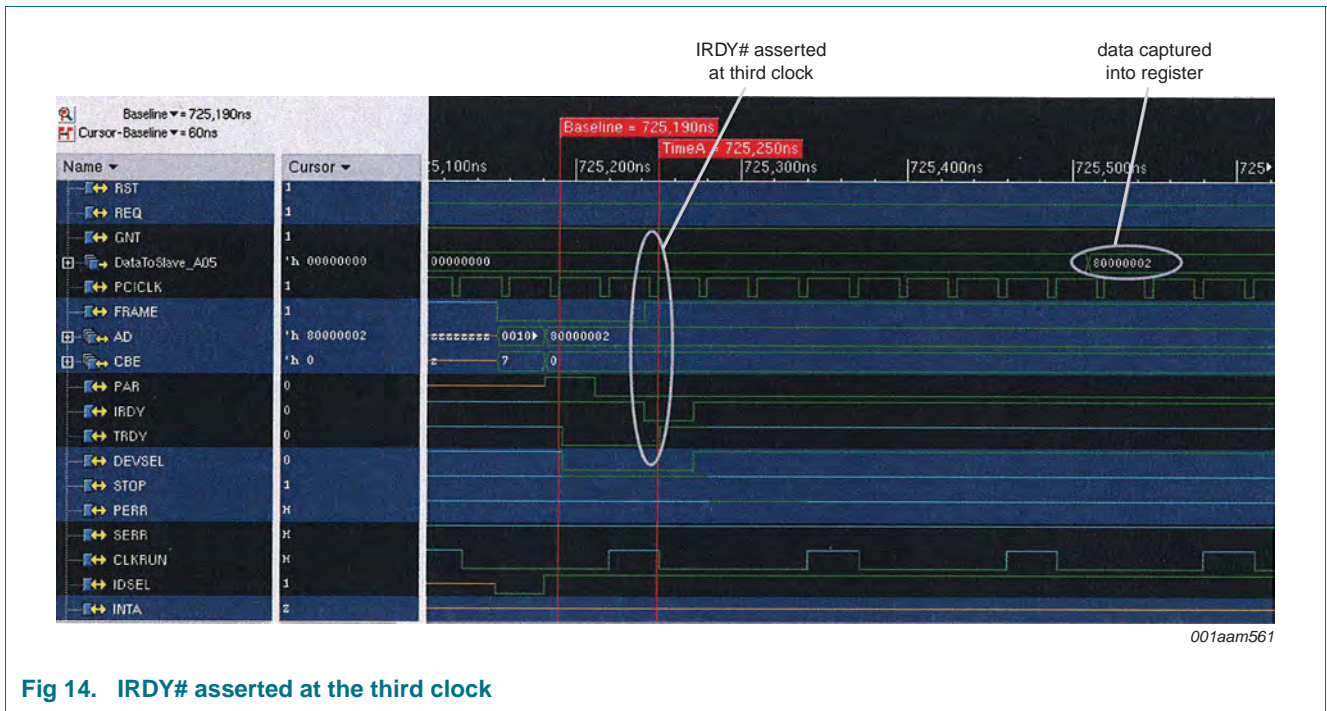 IRDY# asserted
at third clock
data captured
into register
Baseline = 725,190ns
Cursor-Baseline = 60ns
Baseline = 725,190ns
TimeA = 725,250ns
Name
Cursor
5,100ns 725,200ns 725,300ns 725,400ns 725,500ns 725
RST 1
REQ 1
GNT 1
DataToSlave_A05 'h 00000000 00000000 80000002
PCICLK 1
FRAME 1
AD 'h 80000002 zzzzzzzz 0010 80000002
CBE 'h 0 z 7 0
PAR 0
IRDY 0
TRDY 0
DEVSEL 0
STOP 1
PERR H
SERR H
CLKRUN H
IDSEL 1
INTA z
001aam561
Fig 14. IRDY# asserted at the third clock